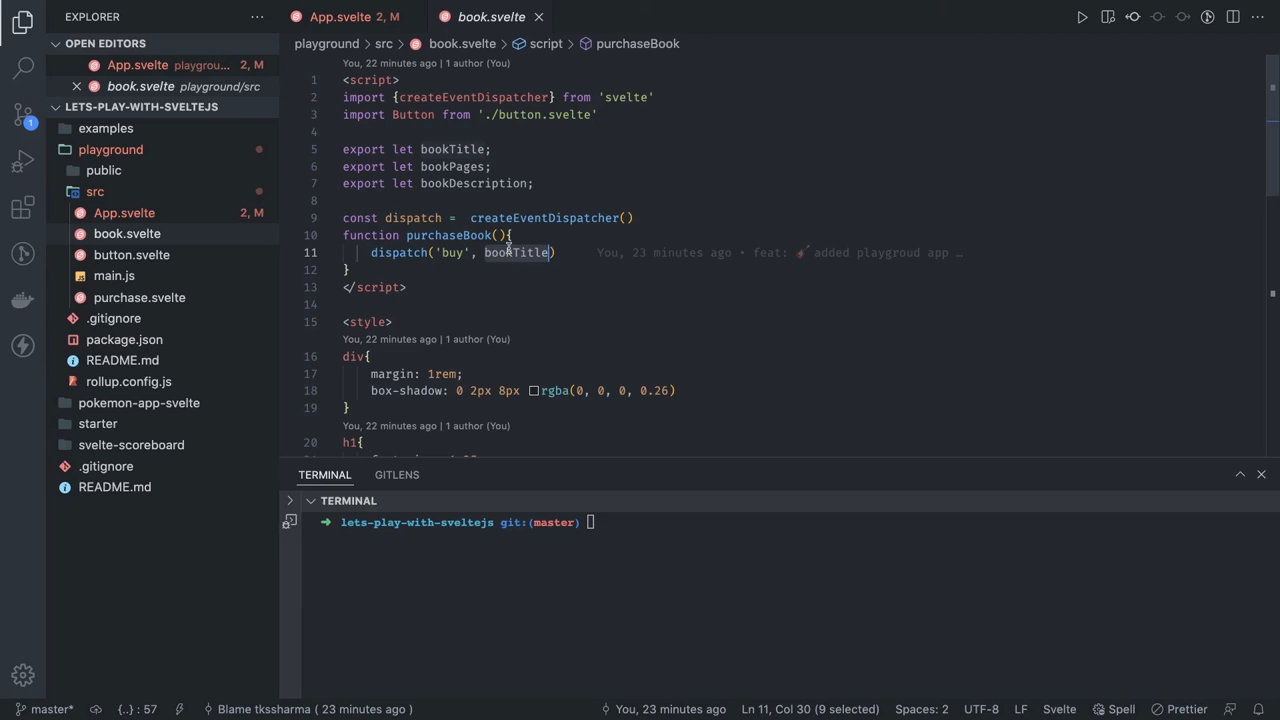 EXPLORER
OPEN EDITORS
App.svelte playgrou... 2, M
book.svelte playground/src
LETS-PLAY-WITH-SVELTEJS
examples
playground
public
src
App.svelte 2, M
book.svelte
button.svelte
main.js
purchase.svelte
.gitignore
package.json
README.md
rollup.config.js
pokemon-app-svelte
starter
svelte-scoreboard
.gitignore
README.md
1
App.svelte 2, M
book.svelte
playground > src > book.svelte > script > purchaseBook
You, 22 minutes ago | 1 author (You)
1 <script>
2 import {createEventDispatcher} from 'svelte'
3 import Button from './button.svelte'
4
5 export let bookTitle;
6 export let bookPages;
7 export let bookDescription;
8
9 const dispatch = createEventDispatcher()
10 function purchaseBook(){
11 dispatch('buy', bookTitle) You, 23 minutes ago • feat: 🎸 added playgroud app …
12 }
13 </script>
14
15 <style>
You, 22 minutes ago | 1 author (You)
16 div{
17 margin: 1rem;
18 box-shadow: 0 2px 8px rgba(0, 0, 0, 0.26)
19 }
You, 22 minutes ago | 1 author (You)
20 h1{
TERMINAL GITLENS
TERMINAL
➜ lets-play-with-sveltejs git:(master)
master* {..} : 57 Blame tkssharma ( 23 minutes ago ) You, 23 minutes ago Ln 11, Col 30 (9 selected) Spaces: 2 UTF-8 LF Svelte Spell Prettier